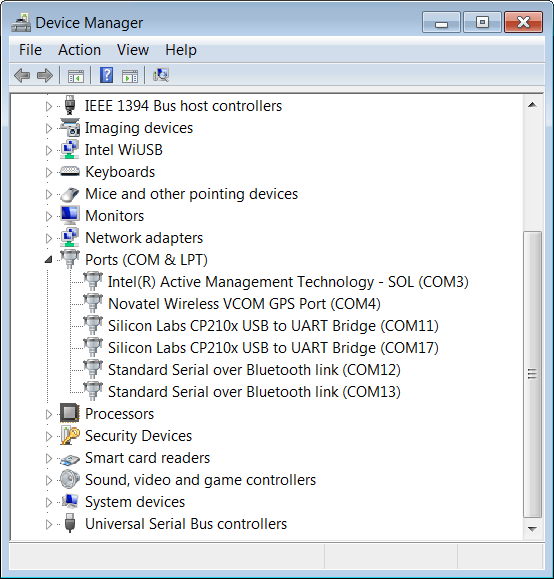 Device Manager
File Action View Help
IEEE 1394 Bus host controllers
Imaging devices
Intel WiUSB
Keyboards
Mice and other pointing devices
Monitors
Network adapters
Ports (COM & LPT)
Intel(R) Active Management Technology - SOL (COM3)
Novatel Wireless VCOM GPS Port (COM4)
Silicon Labs CP210x USB to UART Bridge (COM11)
Silicon Labs CP210x USB to UART Bridge (COM17)
Standard Serial over Bluetooth link (COM12)
Standard Serial over Bluetooth link (COM13)
Processors
Security Devices
Smart card readers
Sound, video and game controllers
System devices
Universal Serial Bus controllers